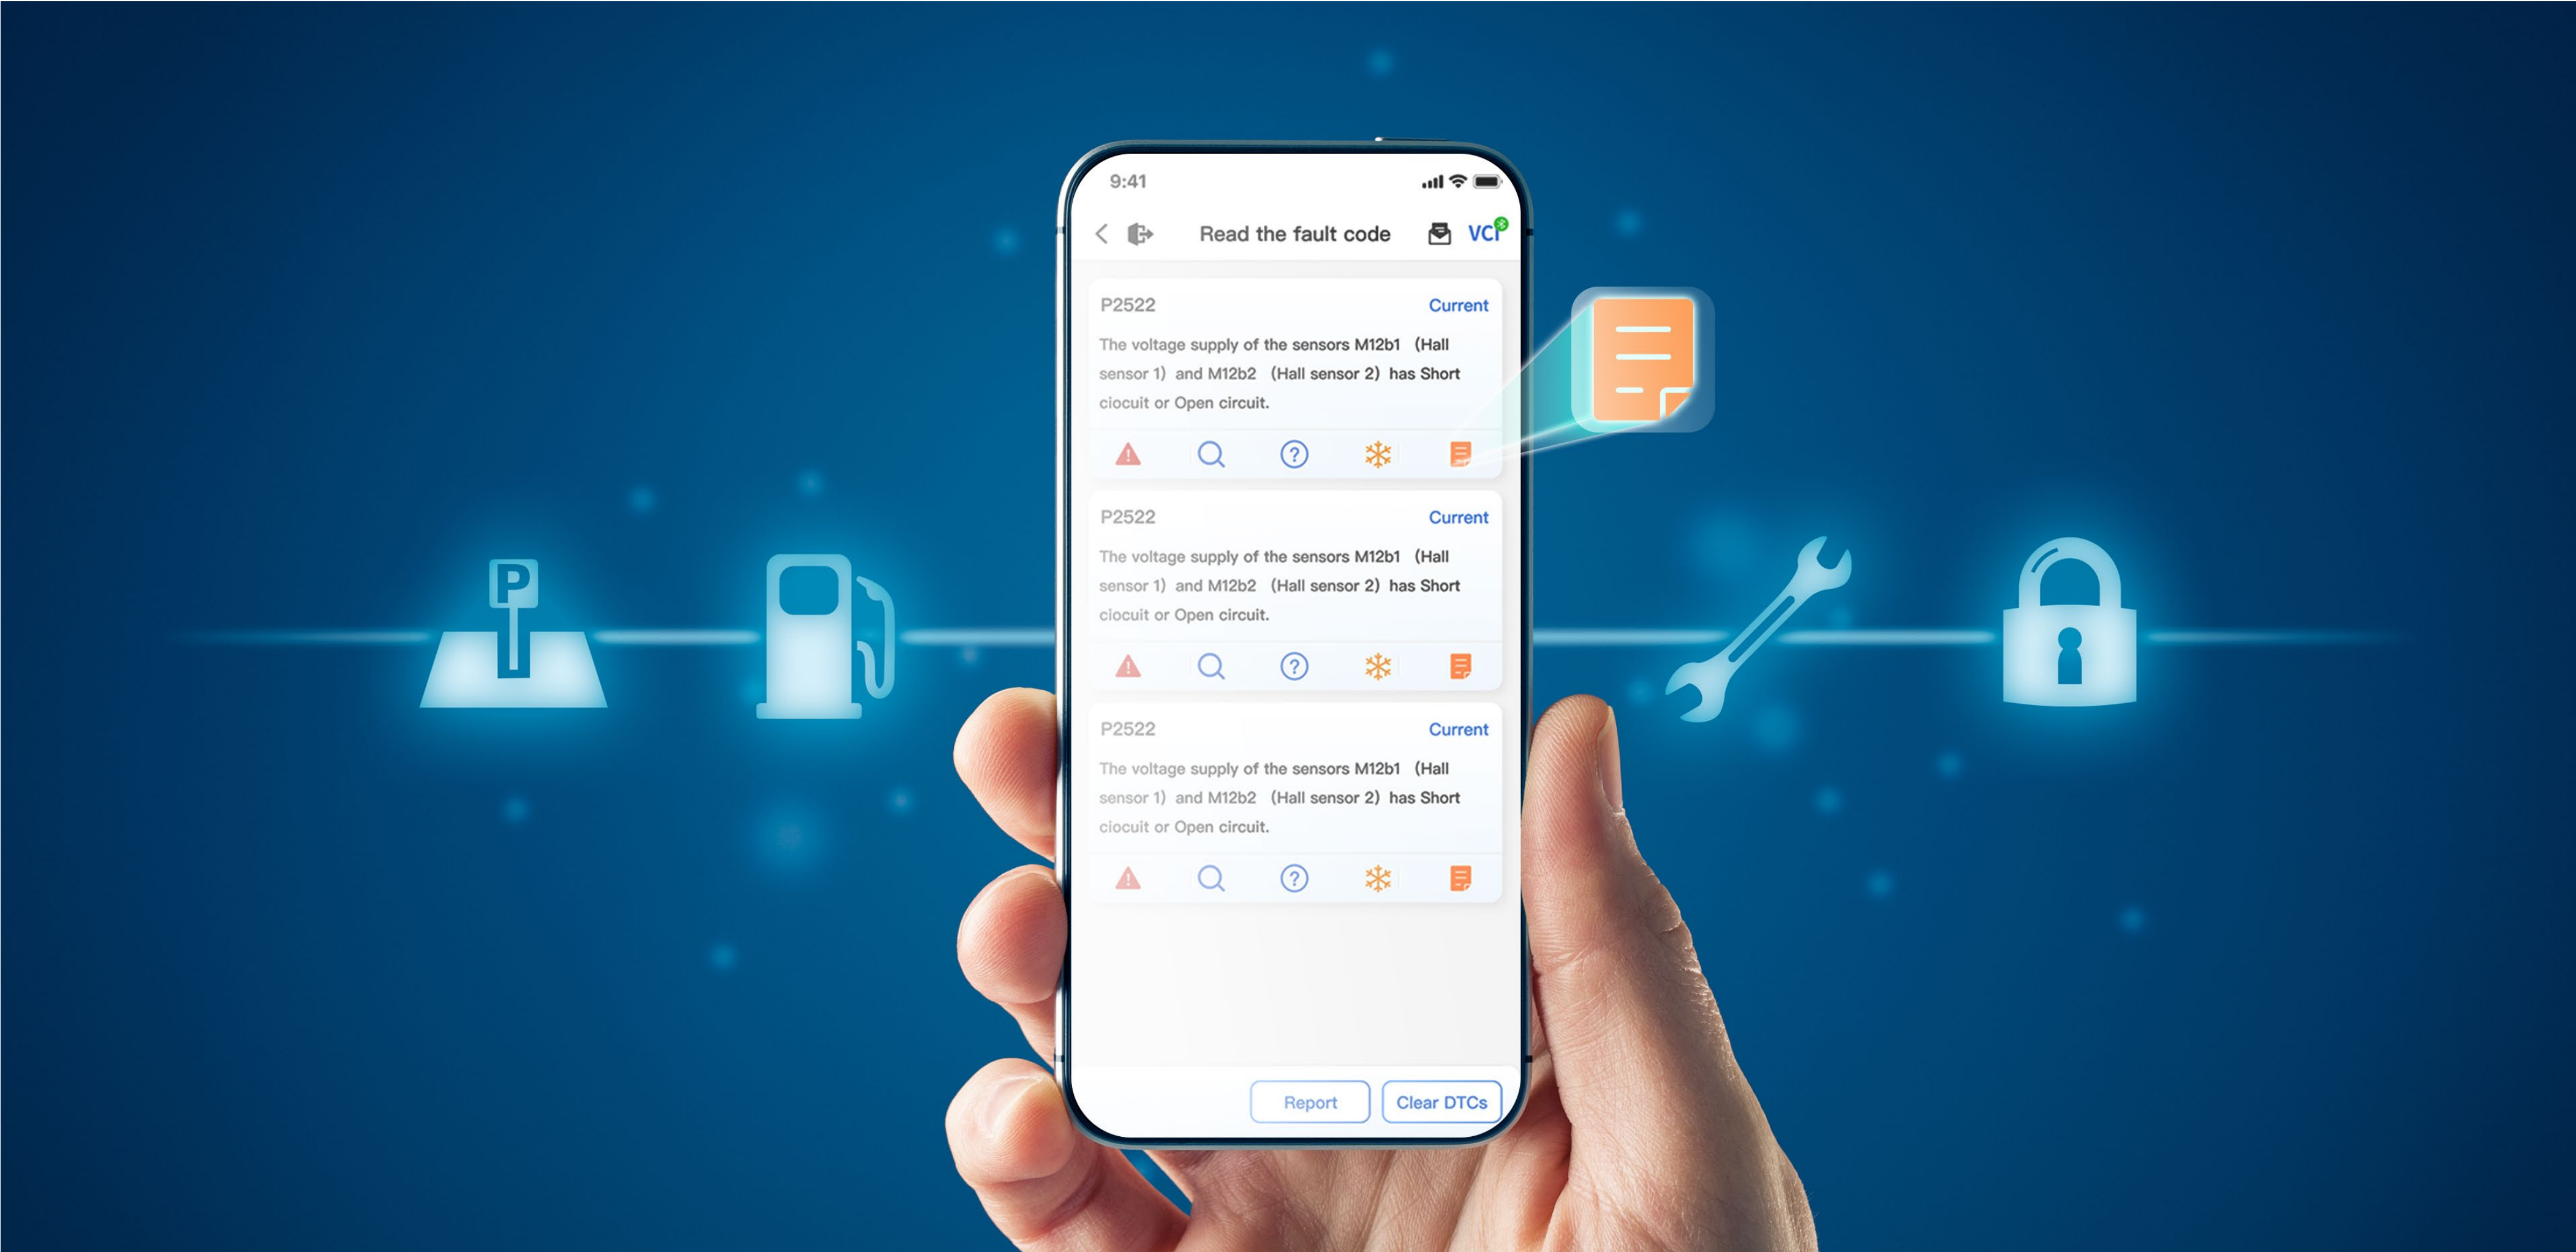 9:41
Read the fault code
VCI
P2522 Current
The voltage supply of the sensors M12b1 (Hall
sensor 1) and M12b2 (Hall sensor 2) has Short
ciocuit or Open circuit.
P2522 Current
The voltage supply of the sensors M12b1 (Hall
sensor 1) and M12b2 (Hall sensor 2) has Short
ciocuit or Open circuit.
P
P2522 Current
The voltage supply of the sensors M12b1 (Hall
sensor 1) and M12b2 (Hall sensor 2) has Short
ciocuit or Open circuit.
Report Clear DTCs